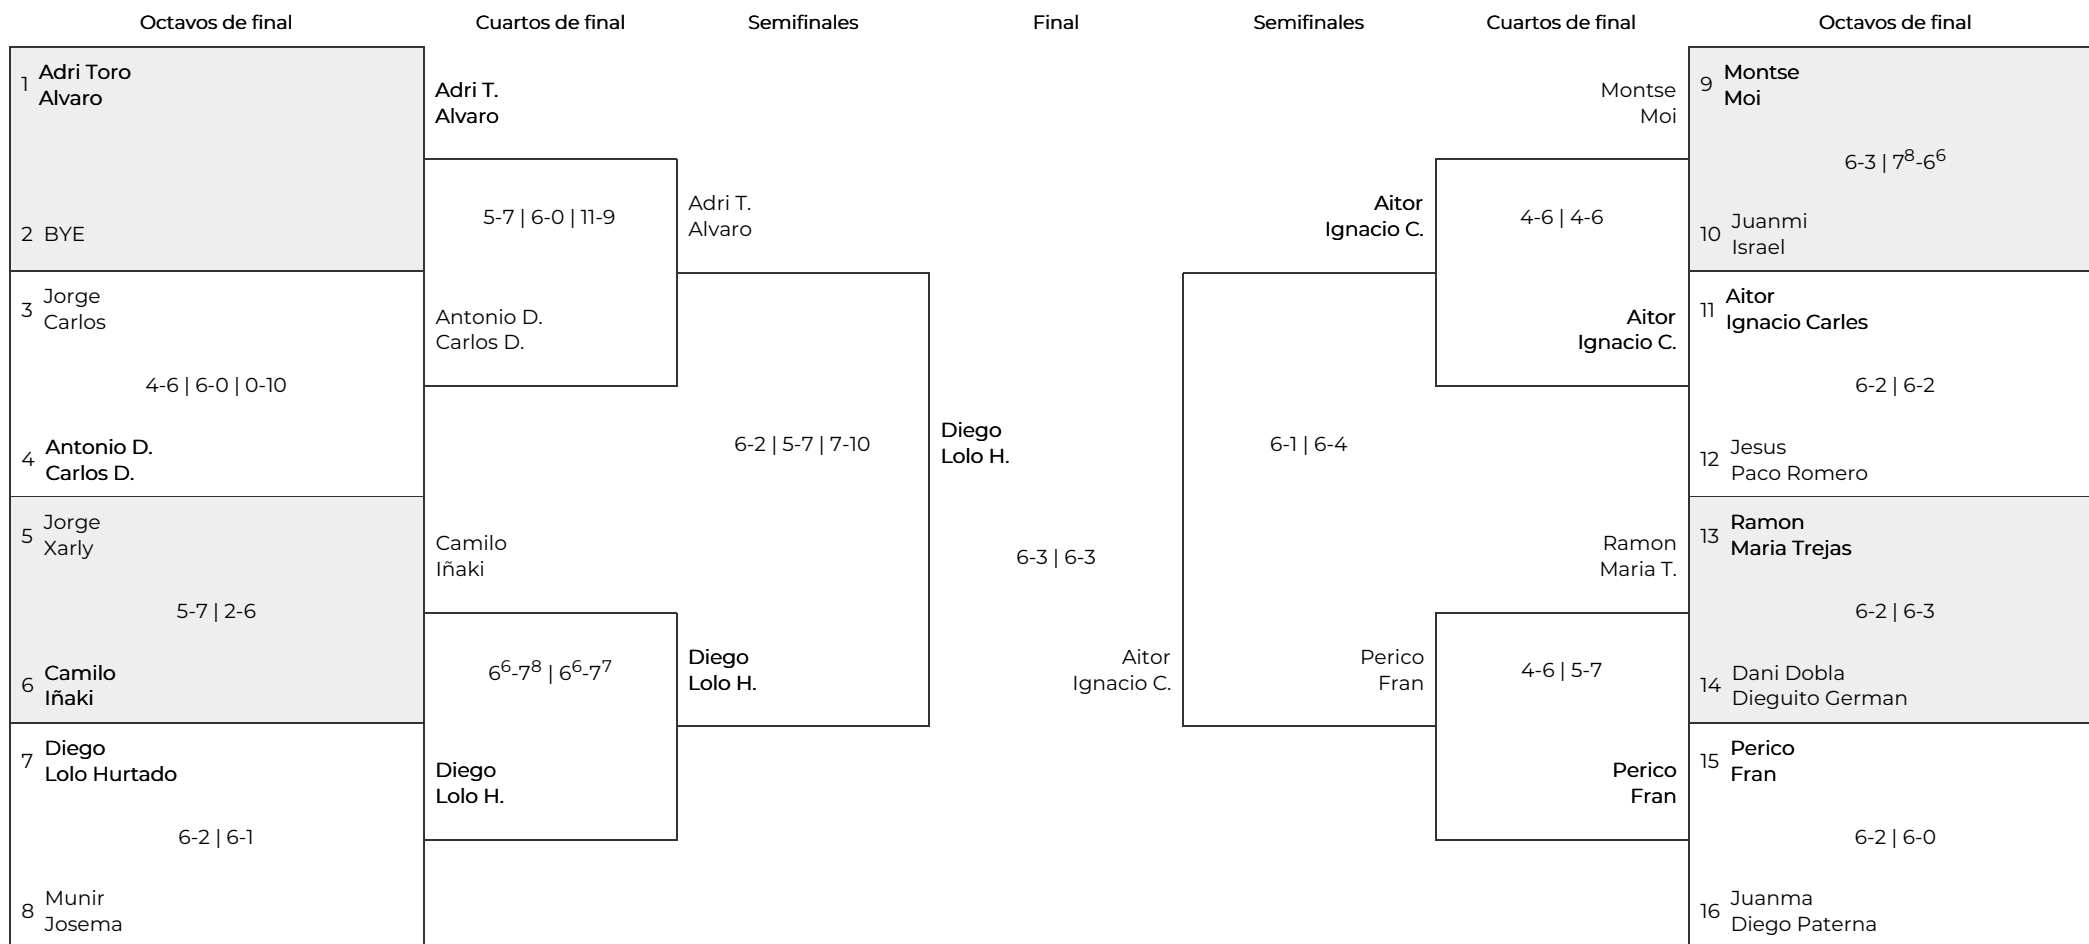 Octavos de final
Cuartos de final
Semifinales
Final
Semifinales
Cuartos de final
Octavos de final
1
Adri Toro
Alvaro
2 BYE
3
Jorge
Carlos
4-6 | 6-0 | 0-10
4
Antonio D.
Carlos D.
5
Jorge
Xarly
5-7 | 2-6
6
Camilo
Iñaki
7
Diego
Lolo Hurtado
6-2 | 6-1
8
Munir
Josema
Adri T.
Alvaro
5-7 | 6-0 | 11-9
Antonio D.
Carlos D.
Camilo
Iñaki
6⁶-7⁸ | 6⁶-7⁷
Diego
Lolo H.
Adri T.
Alvaro
6-2 | 5-7 | 7-10
Diego
Lolo H.
Diego
Lolo H.
6-3 | 6-3
Aitor
Ignacio C.
Aitor
Ignacio C.
6-1 | 6-4
Perico
Fran
Montse
Moi
4-6 | 4-6
Aitor
Ignacio C.
Ramon
Maria T.
4-6 | 5-7
Perico
Fran
9
Montse
Moi
6-3 | 7⁸-6⁶
10
Juanmi
Israel
11
Aitor
Ignacio Carles
6-2 | 6-2
12
Jesus
Paco Romero
13
Ramon
Maria Trejas
6-2 | 6-3
14
Dani Dobla
Dieguito German
15
Perico
Fran
6-2 | 6-0
16
Juanma
Diego Paterna